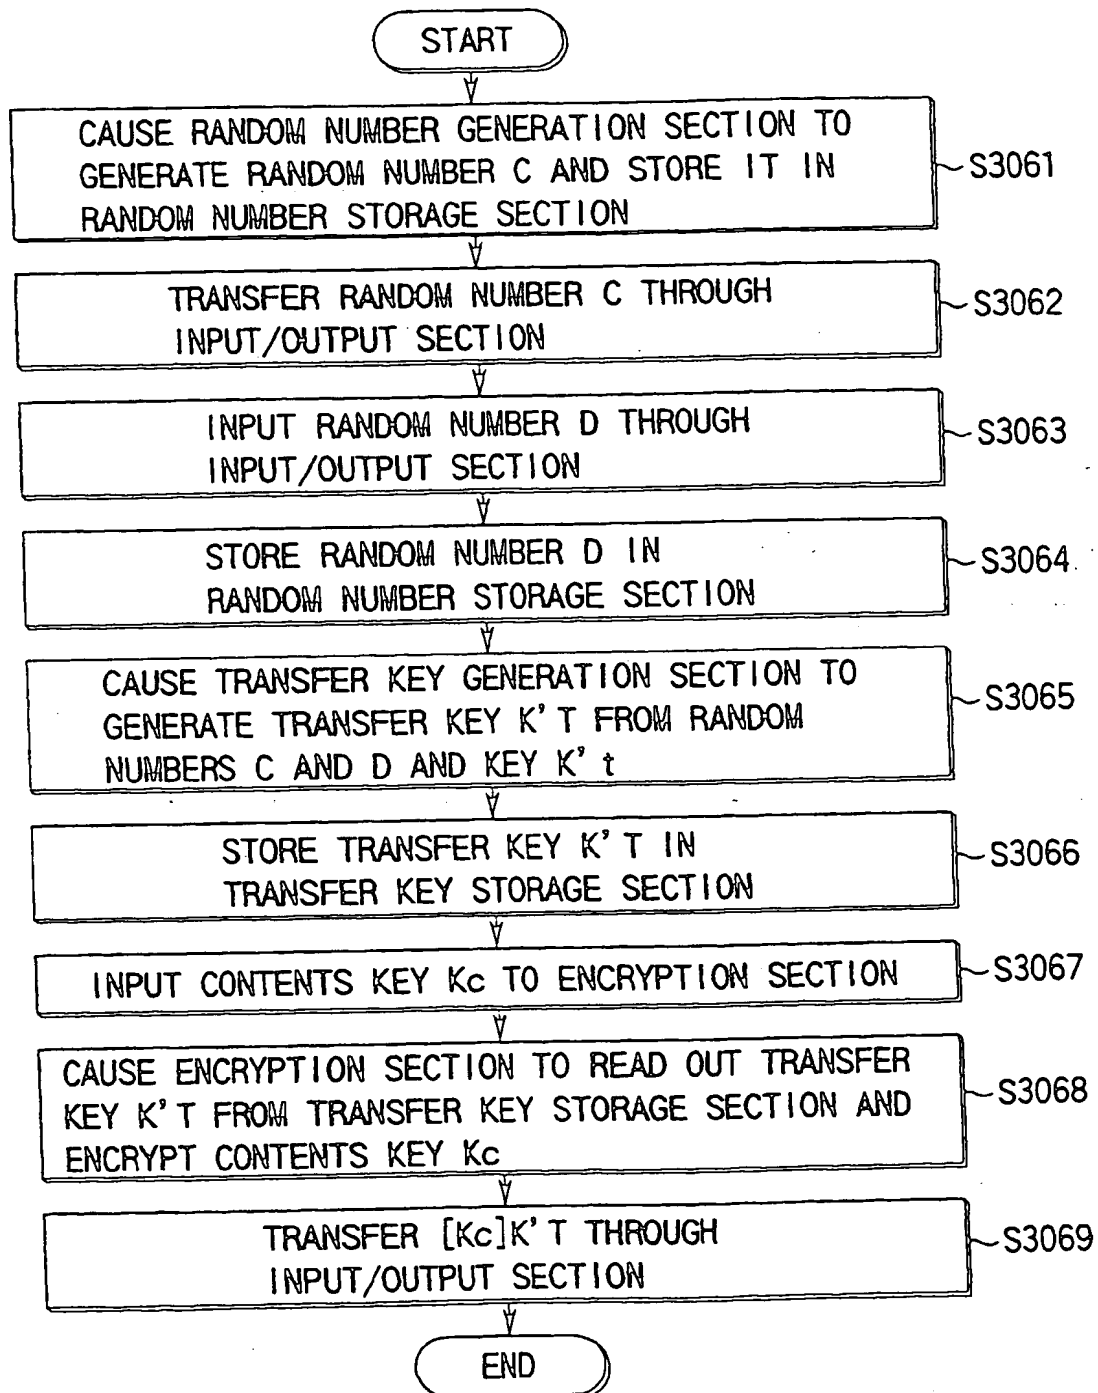 START
CAUSE RANDOM NUMBER GENERATION SECTION TO
GENERATE RANDOM NUMBER C AND STORE IT IN
RANDOM NUMBER STORAGE SECTION
S3061
TRANSFER RANDOM NUMBER C THROUGH
INPUT/OUTPUT SECTION
S3062
INPUT RANDOM NUMBER D THROUGH
INPUT/OUTPUT SECTION
S3063
STORE RANDOM NUMBER D IN
RANDOM NUMBER STORAGE SECTION
S3064
CAUSE TRANSFER KEY GENERATION SECTION TO
GENERATE TRANSFER KEY K'T FROM RANDOM
NUMBERS C AND D AND KEY K't
S3065
STORE TRANSFER KEY K'T IN
TRANSFER KEY STORAGE SECTION
S3066
INPUT CONTENTS KEY Kc TO ENCRYPTION SECTION
S3067
CAUSE ENCRYPTION SECTION TO READ OUT TRANSFER
KEY K'T FROM TRANSFER KEY STORAGE SECTION AND
ENCRYPT CONTENTS KEY Kc
S3068
TRANSFER [Kc]K'T THROUGH
INPUT/OUTPUT SECTION
S3069
END